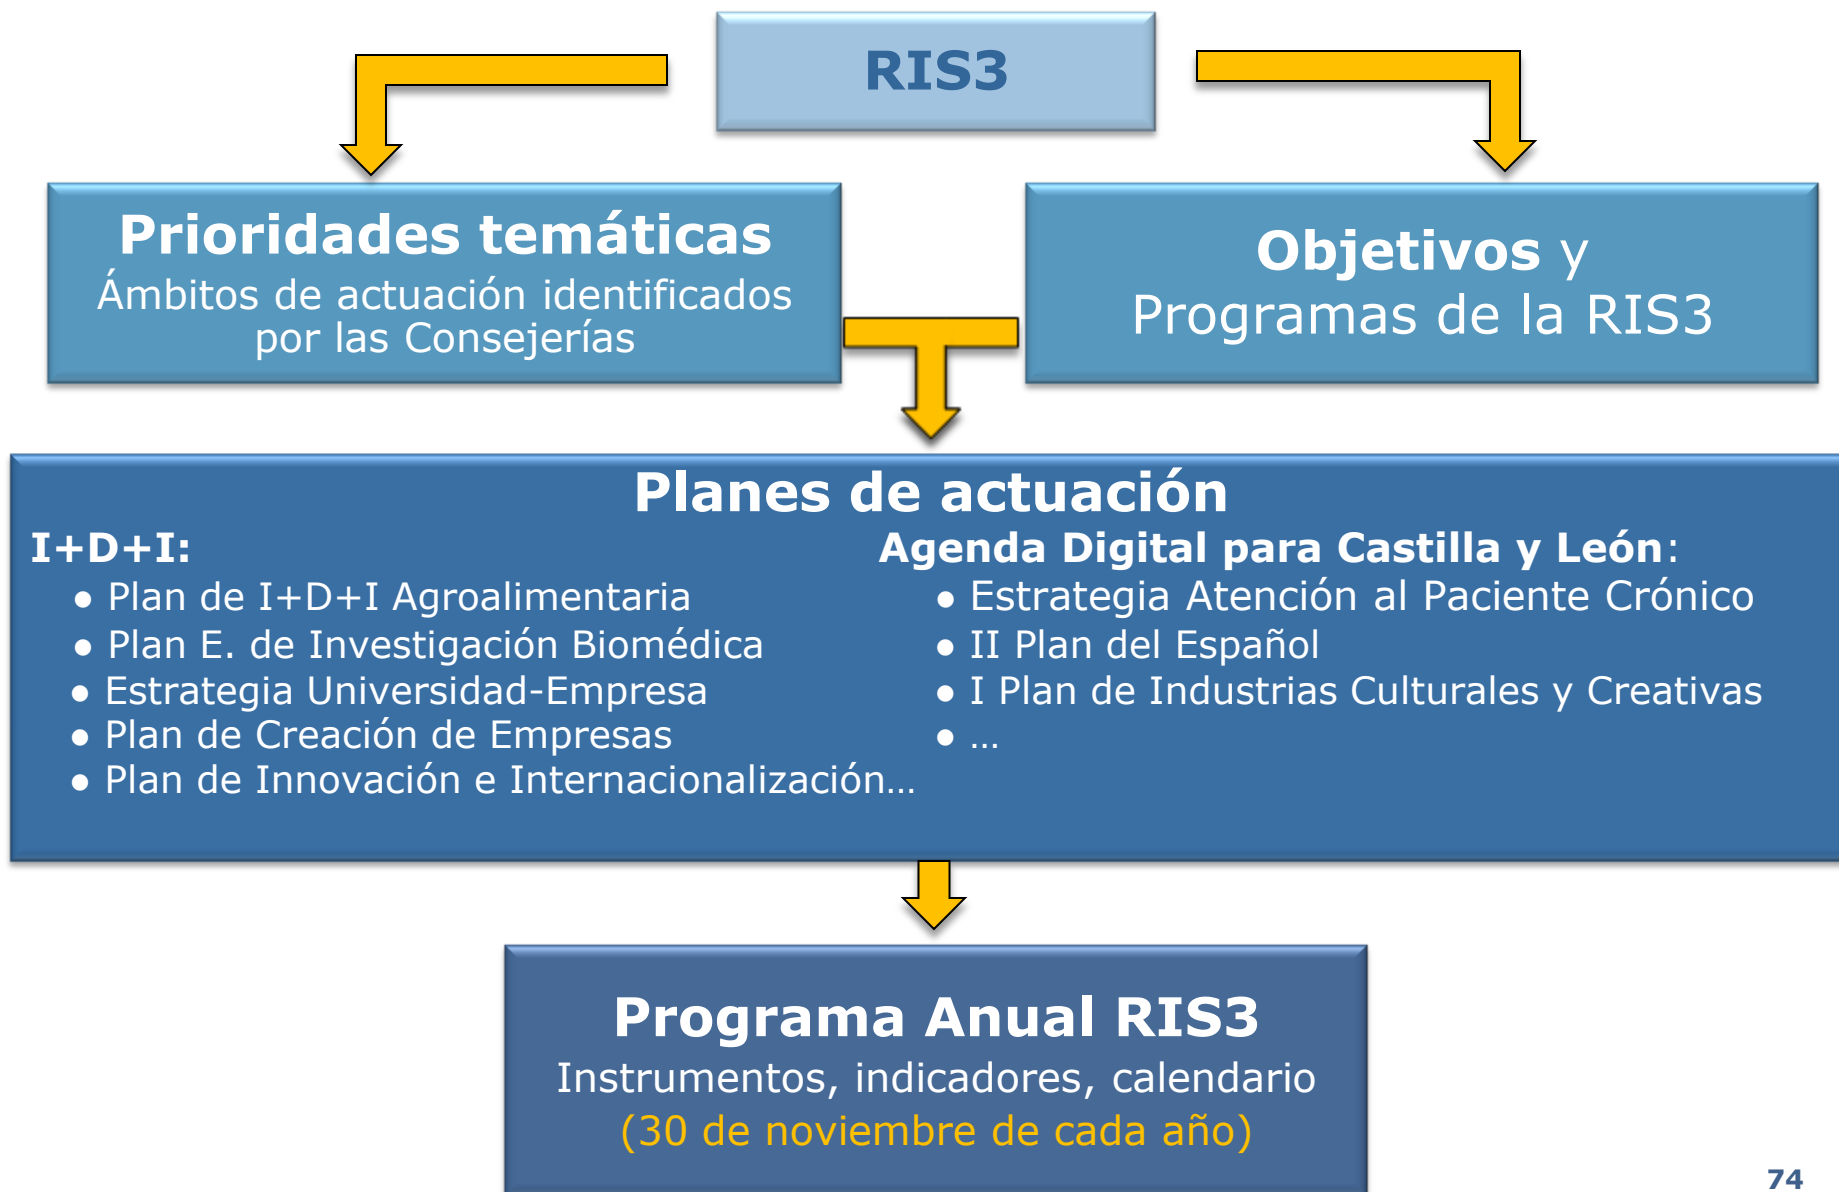 RIS3
Prioridades temáticas
Ámbitos de actuación identificados
por las Consejerías
Objetivos y
Programas de la RIS3
Planes de actuación
I+D+I:
● Plan de I+D+I Agroalimentaria
● Plan E. de Investigación Biomédica
● Estrategia Universidad-Empresa
● Plan de Creación de Empresas
● Plan de Innovación e Internacionalización…
Agenda Digital para Castilla y León:
● Estrategia Atención al Paciente Crónico
● II Plan del Español
● I Plan de Industrias Culturales y Creativas
● …
Programa Anual RIS3
Instrumentos, indicadores, calendario
(30 de noviembre de cada año)
74